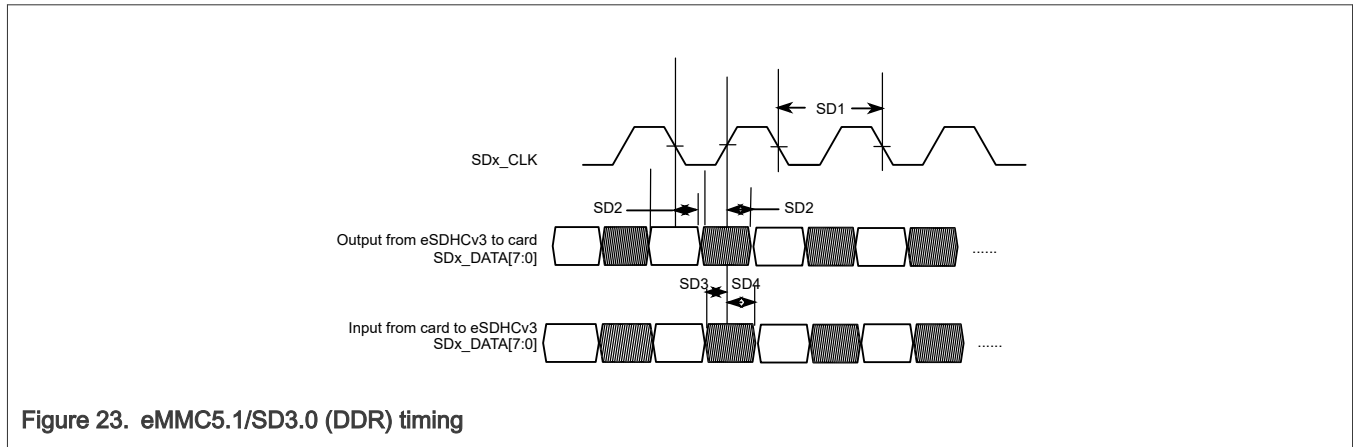 SD1
SDx_CLK
SD2
SD2
Output from eSDHCv3 to card
SDx_DATA[7:0]
......
SD3
SD4
Input from card to eSDHCv3
SDx_DATA[7:0]
......
Figure 23. eMMC5.1/SD3.0 (DDR) timing